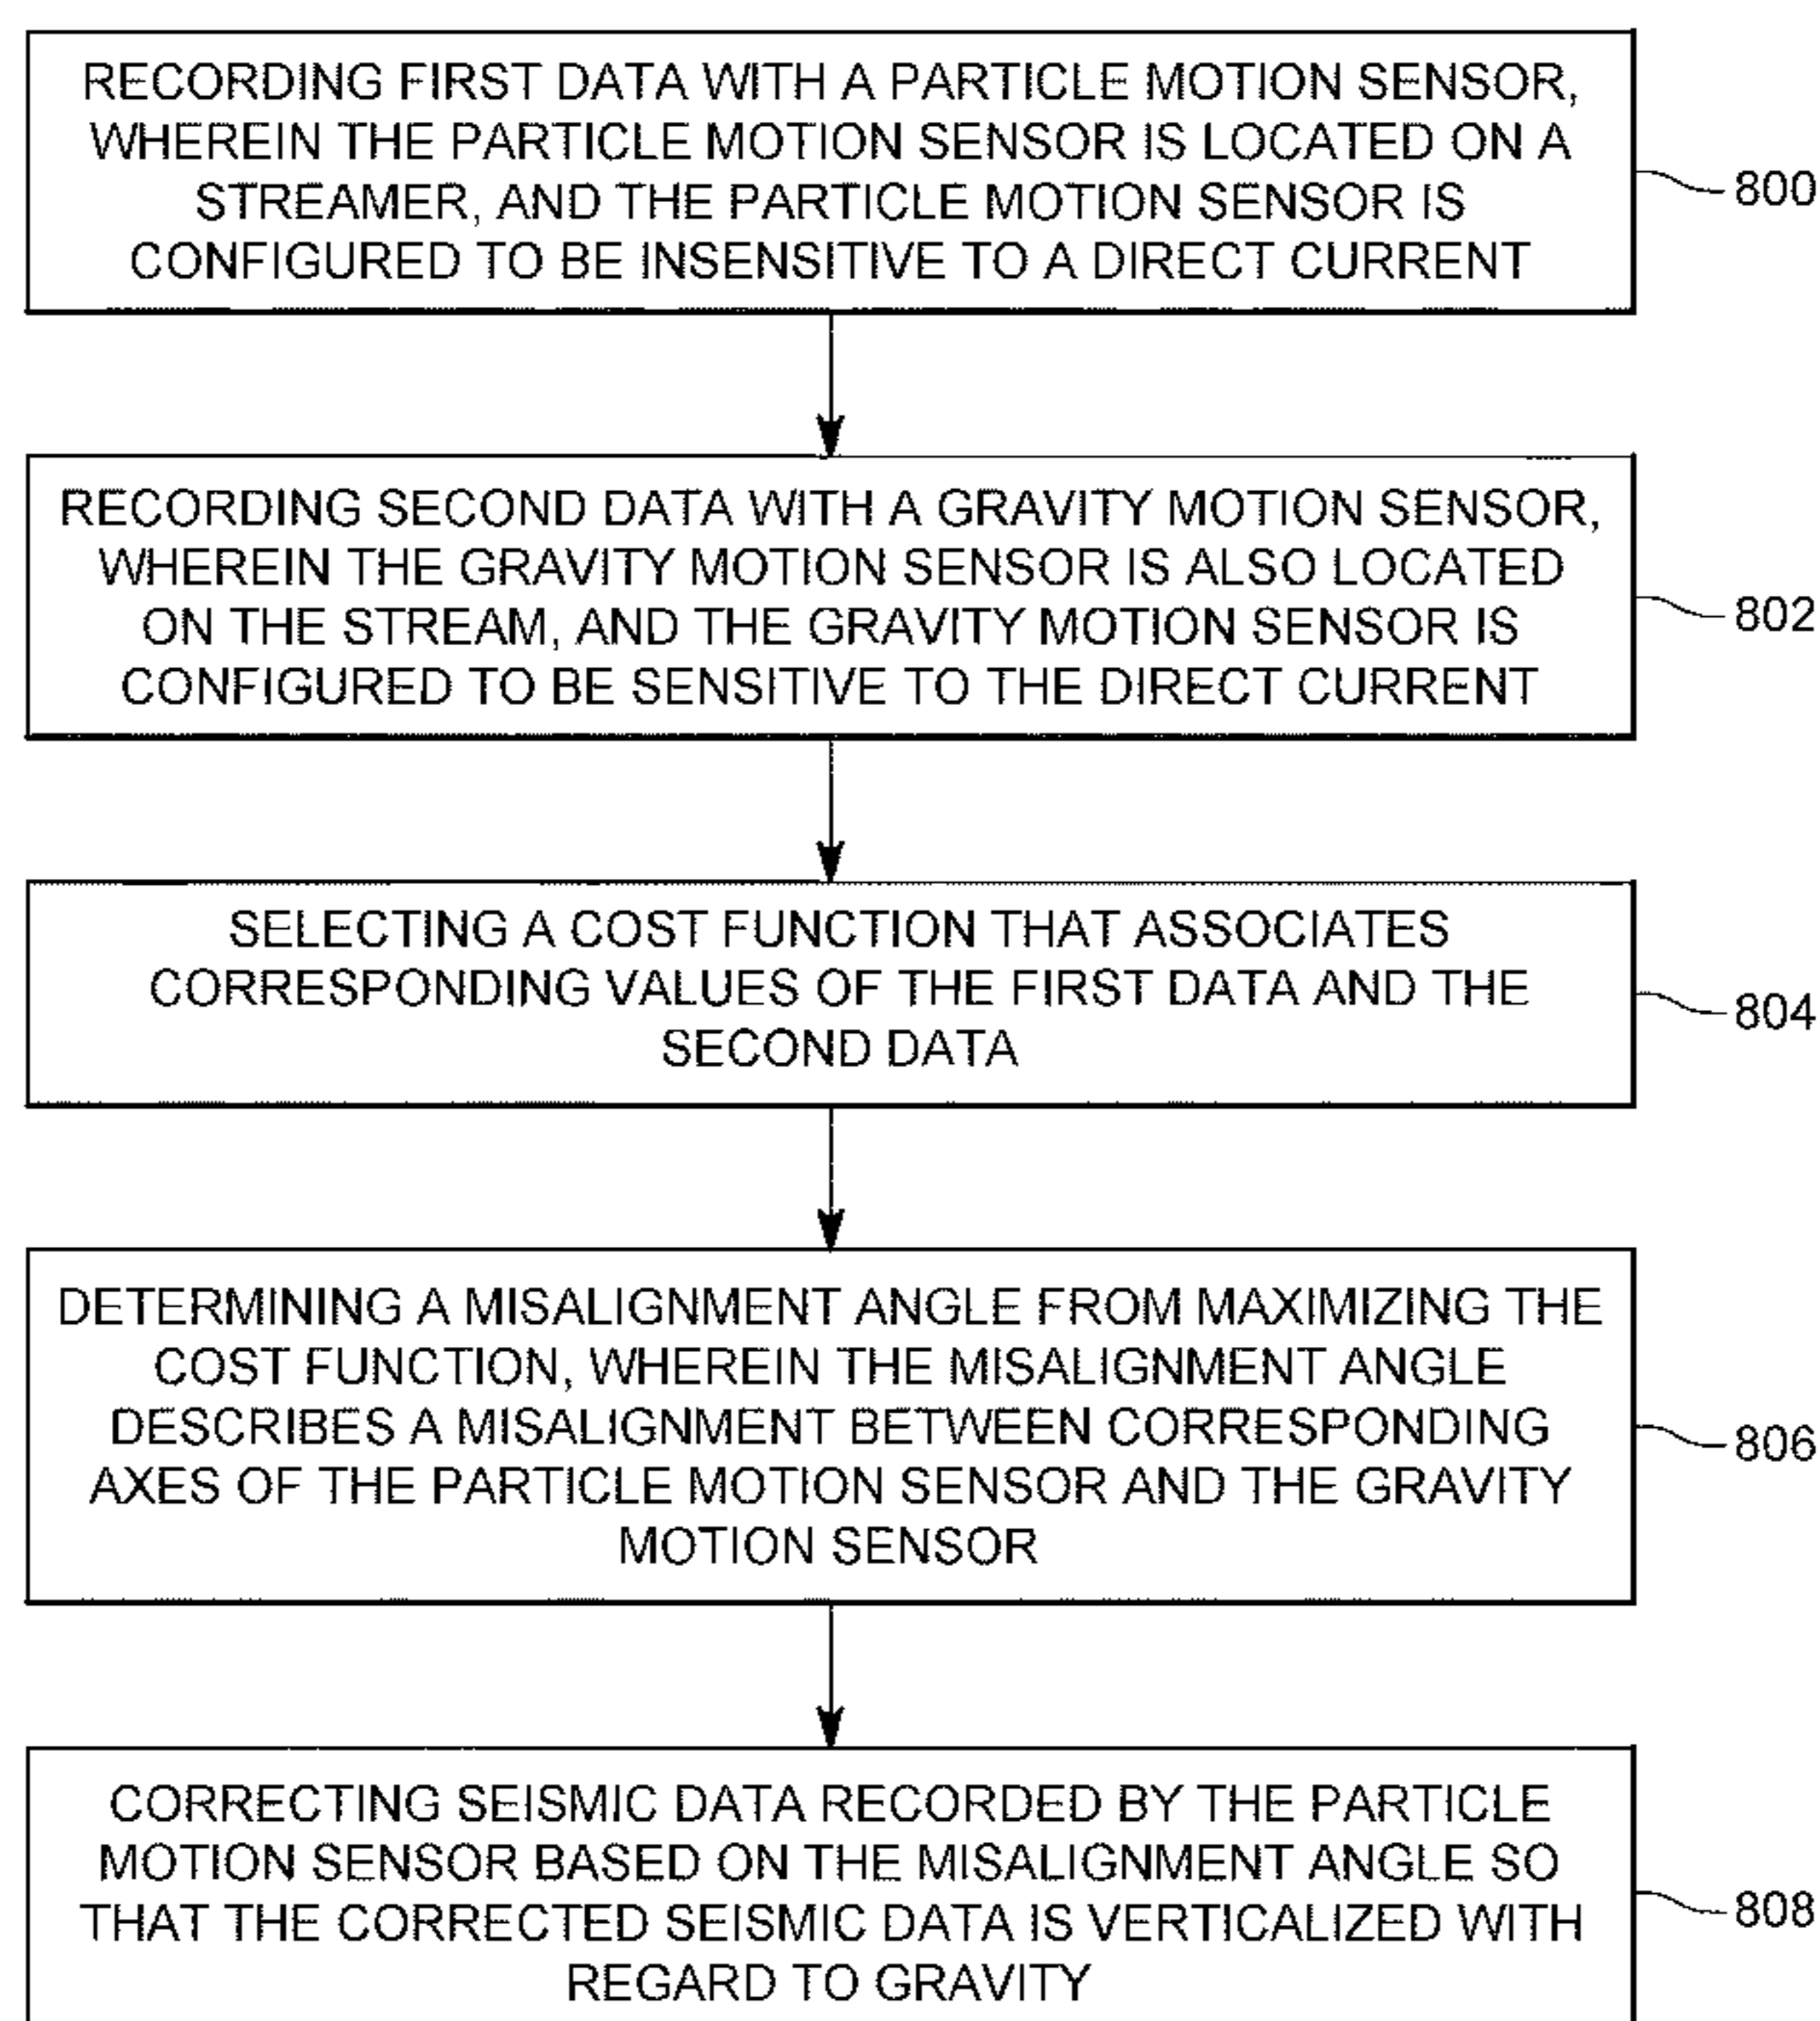 RECORDING FIRST DATA WITH A PARTICLE MOTION SENSOR,
WHEREIN THE PARTICLE MOTION SENSOR IS LOCATED ON A
STREAMER, AND THE PARTICLE MOTION SENSOR IS
CONFIGURED TO BE INSENSITIVE TO A DIRECT CURRENT
800
RECORDING SECOND DATA WITH A GRAVITY MOTION SENSOR,
WHEREIN THE GRAVITY MOTION SENSOR IS ALSO LOCATED
ON THE STREAM, AND THE GRAVITY MOTION SENSOR IS
CONFIGURED TO BE SENSITIVE TO THE DIRECT CURRENT
802
SELECTING A COST FUNCTION THAT ASSOCIATES
CORRESPONDING VALUES OF THE FIRST DATA AND THE
SECOND DATA
804
DETERMINING A MISALIGNMENT ANGLE FROM MAXIMIZING THE
COST FUNCTION, WHEREIN THE MISALIGNMENT ANGLE
DESCRIBES A MISALIGNMENT BETWEEN CORRESPONDING
AXES OF THE PARTICLE MOTION SENSOR AND THE GRAVITY
MOTION SENSOR
806
CORRECTING SEISMIC DATA RECORDED BY THE PARTICLE
MOTION SENSOR BASED ON THE MISALIGNMENT ANGLE SO
THAT THE CORRECTED SEISMIC DATA IS VERTICALIZED WITH
REGARD TO GRAVITY
808